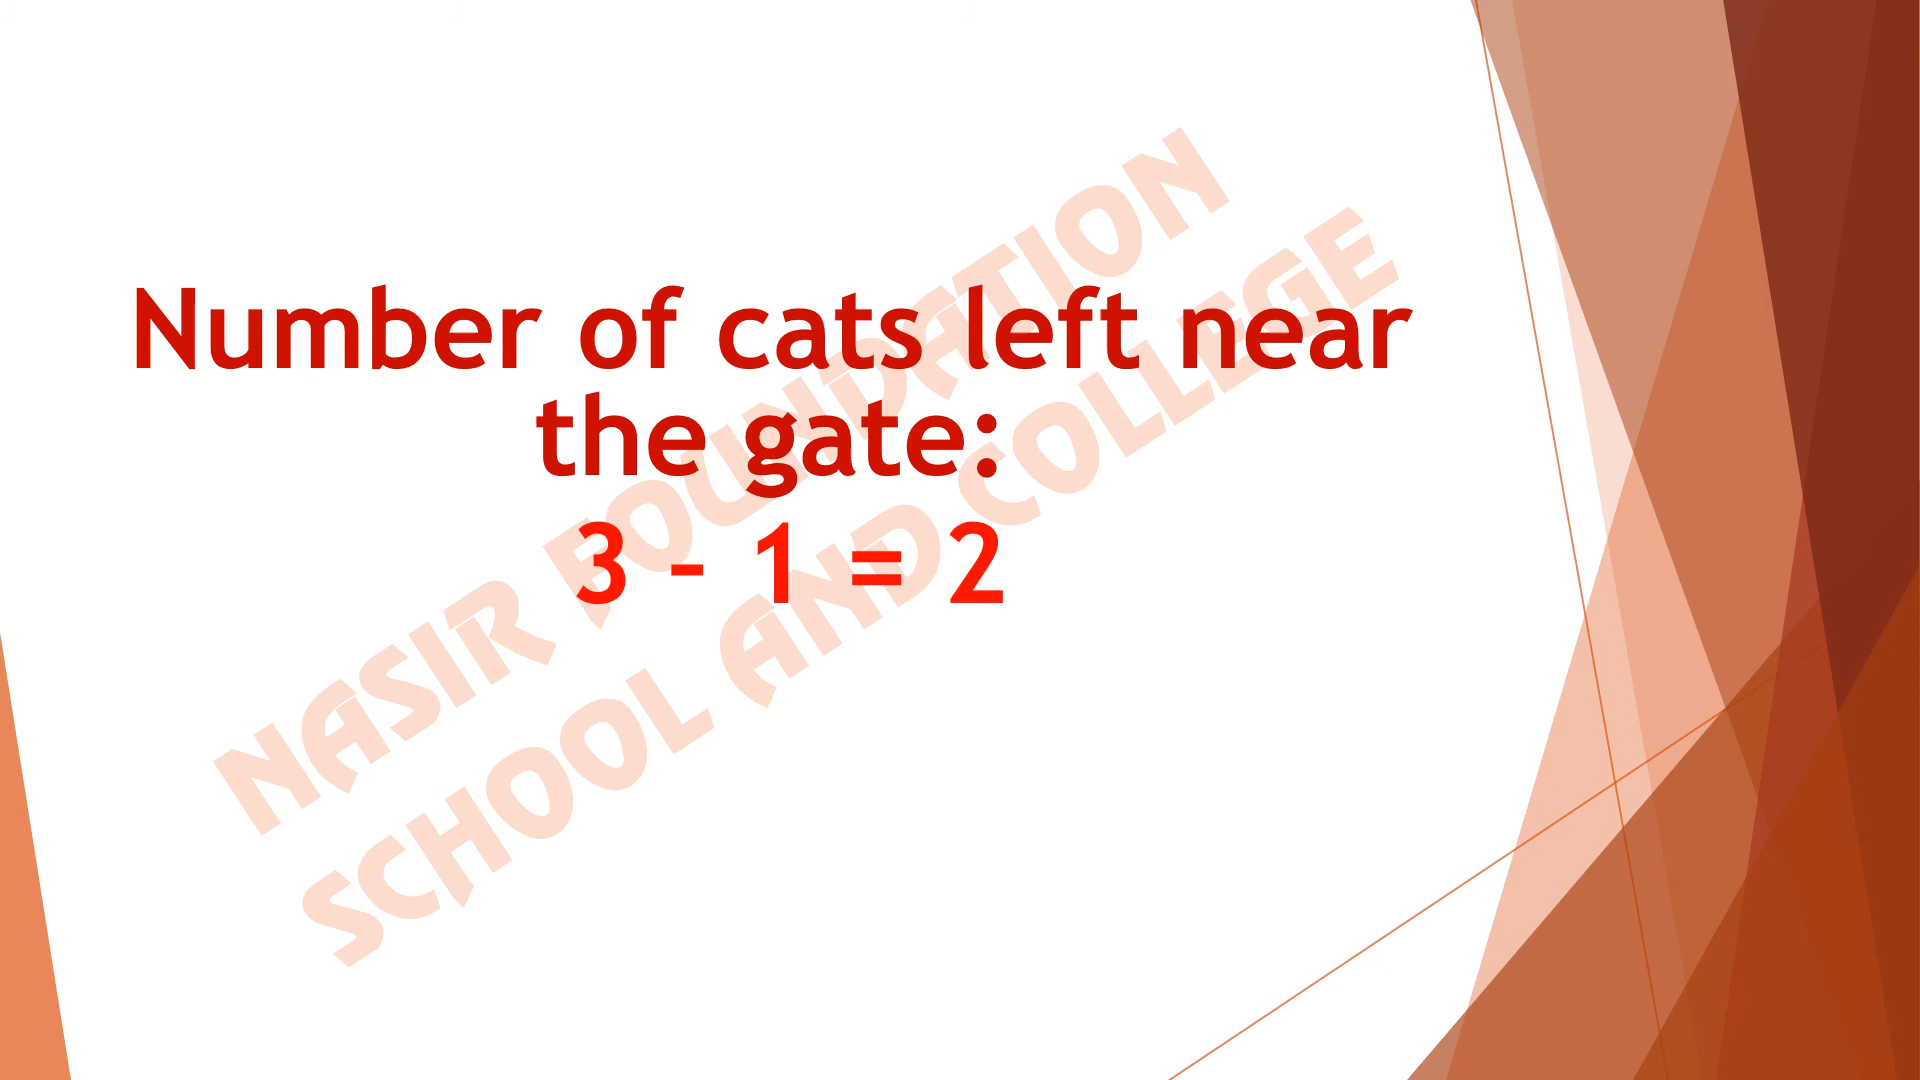 Number of cats left near
the gate:
3 - 1 = 2
NASIR FOUNDATION
SCHOOL AND COLLEGE